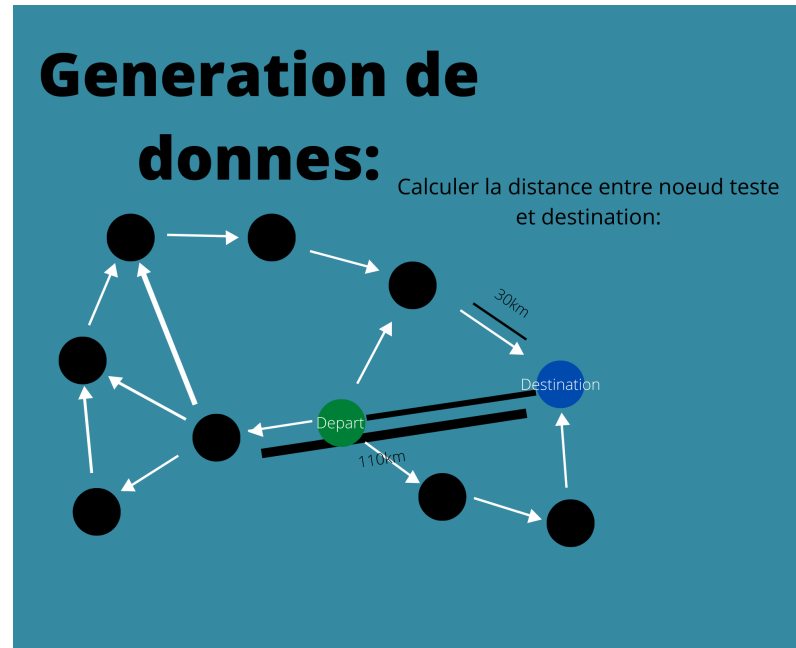 Generation de
donnes:
Calculer la distance entre noeud teste
et destination:
30km
Destination
Depart
110km